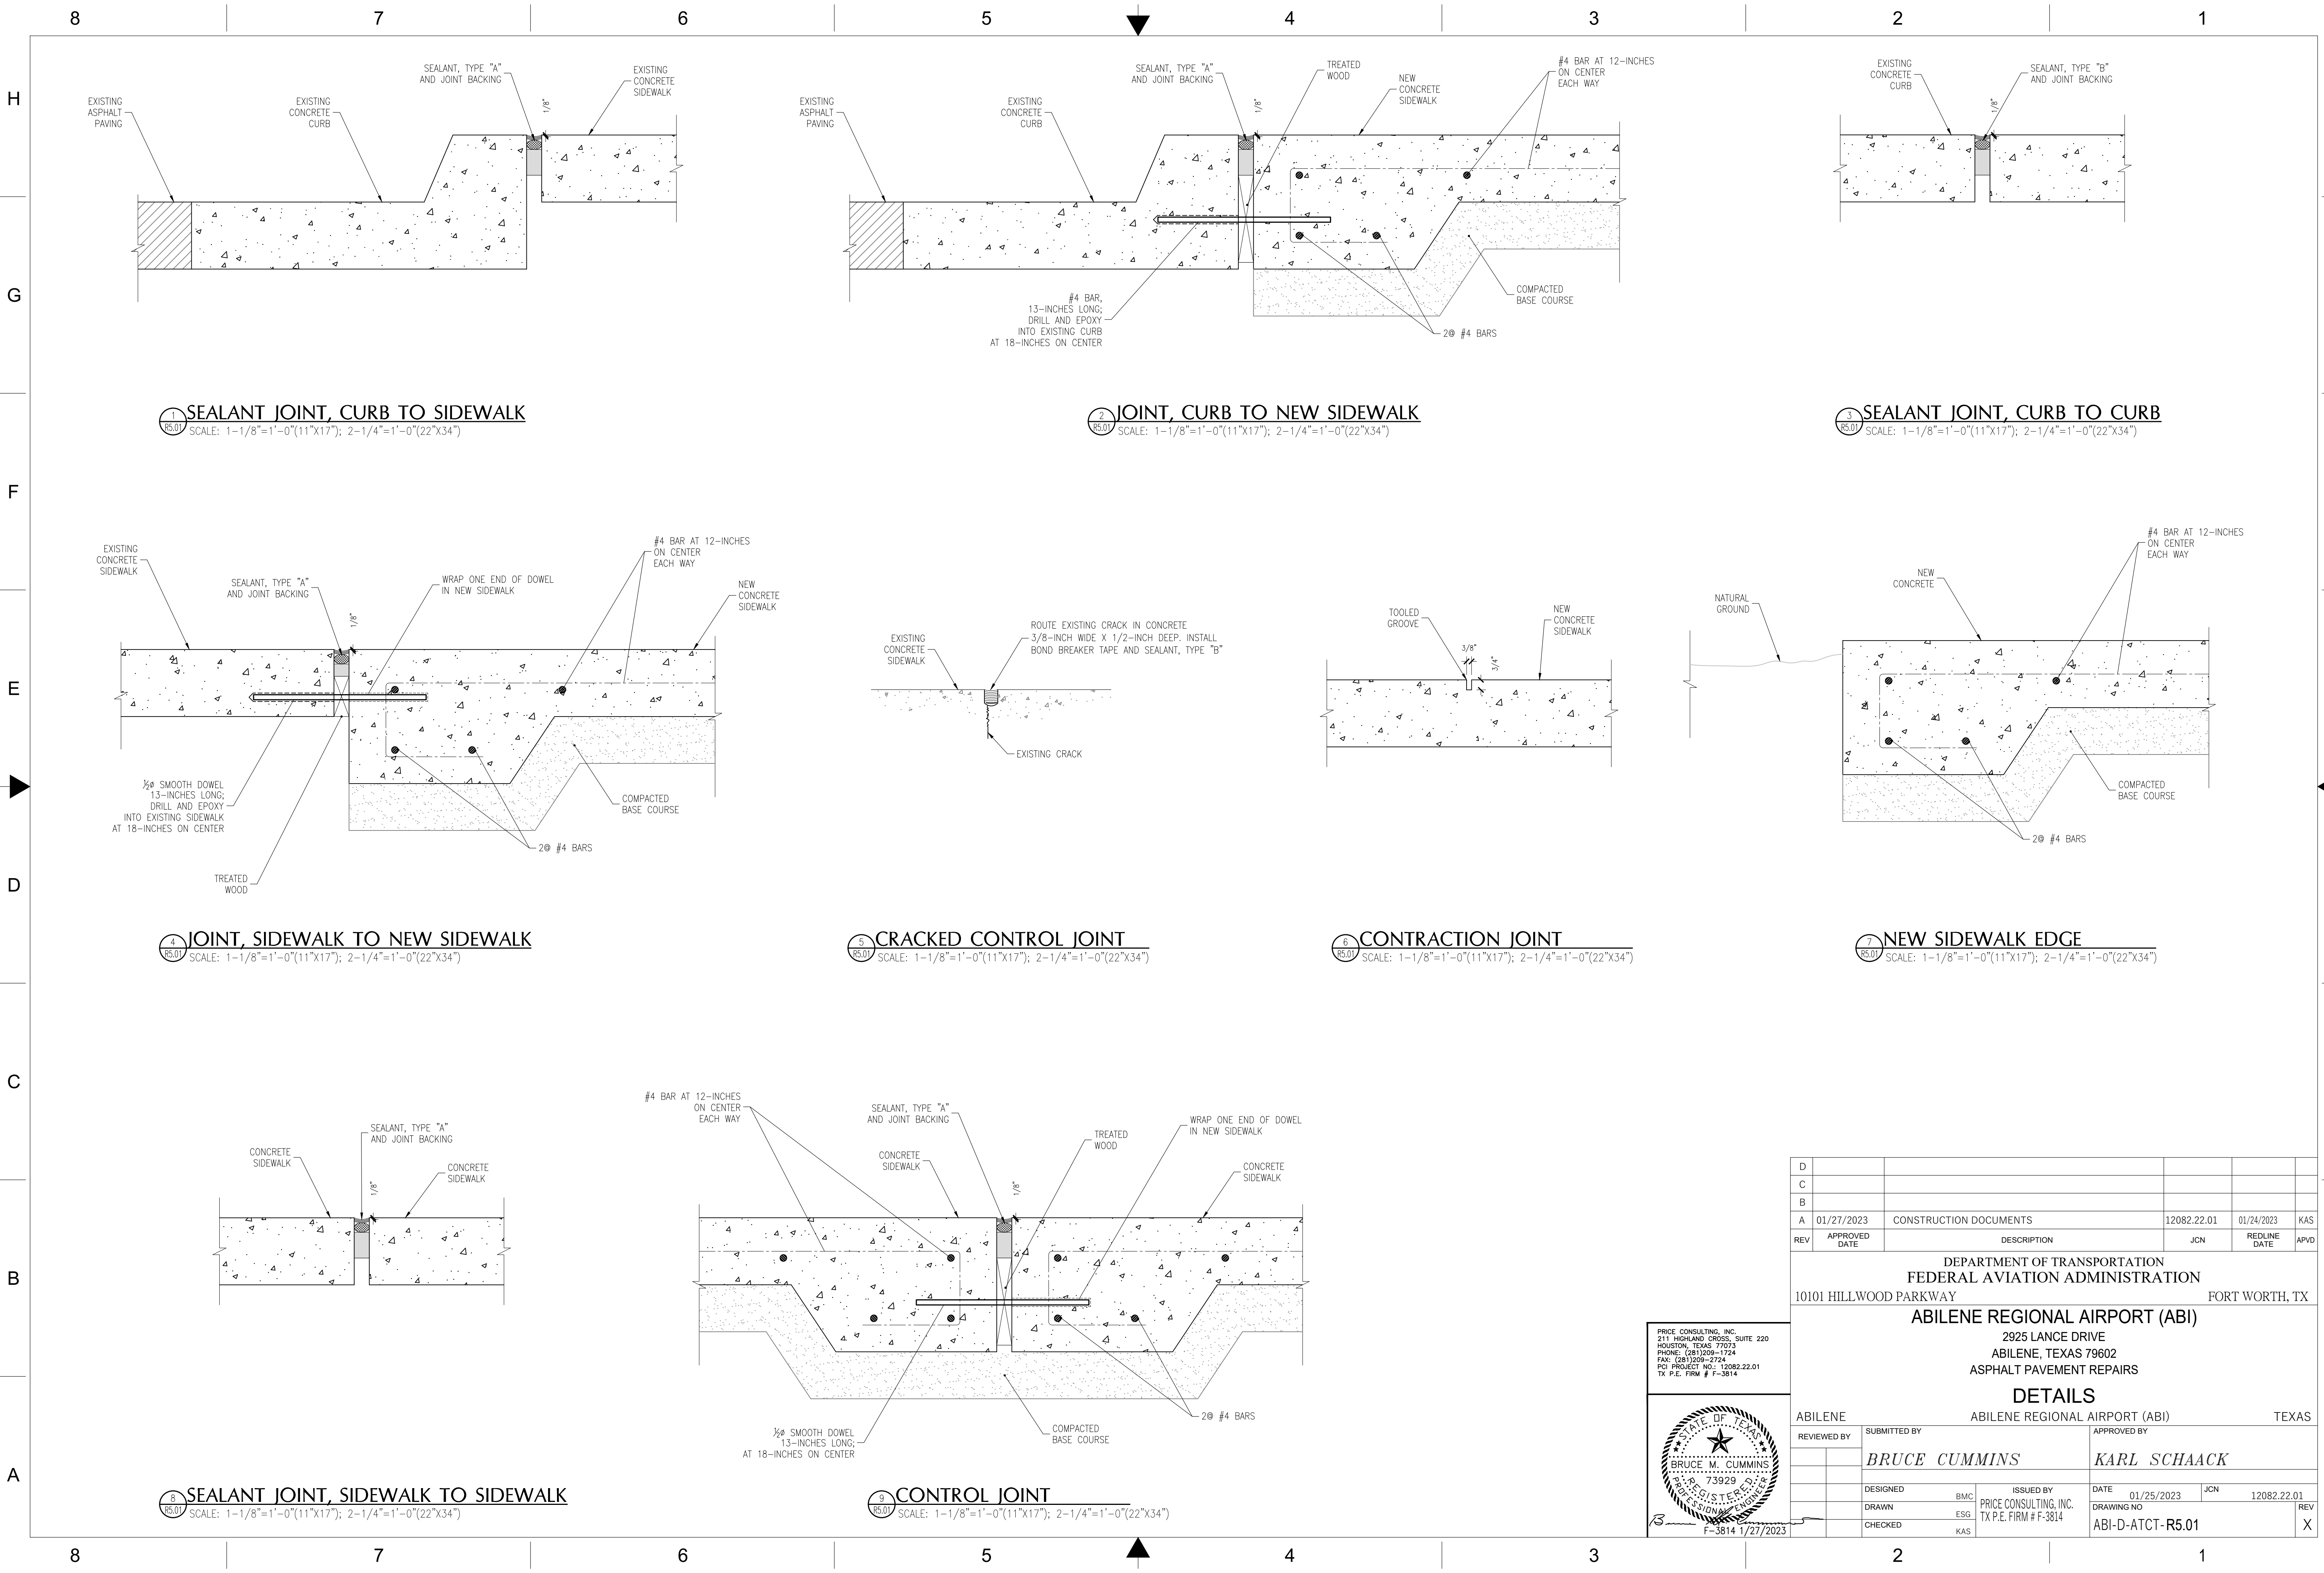 8 7 6 5 4 3 2 1
H
G
F
E
D
C
B
A
EXISTING
ASPHALT
PAVING
EXISTING
CONCRETE
CURB
SEALANT, TYPE "A"
AND JOINT BACKING
1/8"
EXISTING
CONCRETE
SIDEWALK
1
R5.01
SEALANT JOINT, CURB TO SIDEWALK
SCALE: 1-1/8"=1'-0"(11"X17"); 2-1/4"=1'-0"(22"X34")
EXISTING
ASPHALT
PAVING
EXISTING
CONCRETE
CURB
SEALANT, TYPE "A"
AND JOINT BACKING
1/8"
TREATED
WOOD
NEW
CONCRETE
SIDEWALK
#4 BAR AT 12-INCHES
ON CENTER
EACH WAY
#4 BAR,
13-INCHES LONG;
DRILL AND EPOXY
INTO EXISTING CURB
AT 18-INCHES ON CENTER
COMPACTED
BASE COURSE
2@ #4 BARS
2
R5.01
JOINT, CURB TO NEW SIDEWALK
SCALE: 1-1/8"=1'-0"(11"X17"); 2-1/4"=1'-0"(22"X34")
EXISTING
CONCRETE
CURB
1/8"
SEALANT, TYPE "B"
AND JOINT BACKING
3
R5.01
SEALANT JOINT, CURB TO CURB
SCALE: 1-1/8"=1'-0"(11"X17"); 2-1/4"=1'-0"(22"X34")
EXISTING
CONCRETE
SIDEWALK
SEALANT, TYPE "A"
AND JOINT BACKING
1/8"
WRAP ONE END OF DOWEL
IN NEW SIDEWALK
#4 BAR AT 12-INCHES
ON CENTER
EACH WAY
NEW
CONCRETE
SIDEWALK
½ø SMOOTH DOWEL
13-INCHES LONG;
DRILL AND EPOXY
INTO EXISTING SIDEWALK
AT 18-INCHES ON CENTER
TREATED
WOOD
COMPACTED
BASE COURSE
2@ #4 BARS
4
R5.01
JOINT, SIDEWALK TO NEW SIDEWALK
SCALE: 1-1/8"=1'-0"(11"X17"); 2-1/4"=1'-0"(22"X34")
EXISTING
CONCRETE
SIDEWALK
ROUTE EXISTING CRACK IN CONCRETE
3/8-INCH WIDE X 1/2-INCH DEEP. INSTALL
BOND BREAKER TAPE AND SEALANT, TYPE "B"
EXISTING CRACK
5
R5.01
CRACKED CONTROL JOINT
SCALE: 1-1/8"=1'-0"(11"X17"); 2-1/4"=1'-0"(22"X34")
TOOLED
GROOVE
3/8"
3/4"
NEW
CONCRETE
SIDEWALK
6
R5.01
CONTRACTION JOINT
SCALE: 1-1/8"=1'-0"(11"X17"); 2-1/4"=1'-0"(22"X34")
NATURAL
GROUND
NEW
CONCRETE
#4 BAR AT 12-INCHES
ON CENTER
EACH WAY
COMPACTED
BASE COURSE
2@ #4 BARS
7
R5.01
NEW SIDEWALK EDGE
SCALE: 1-1/8"=1'-0"(11"X17"); 2-1/4"=1'-0"(22"X34")
CONCRETE
SIDEWALK
SEALANT, TYPE "A"
AND JOINT BACKING
1/8"
CONCRETE
SIDEWALK
8
R5.01
SEALANT JOINT, SIDEWALK TO SIDEWALK
SCALE: 1-1/8"=1'-0"(11"X17"); 2-1/4"=1'-0"(22"X34")
#4 BAR AT 12-INCHES
ON CENTER
EACH WAY
SEALANT, TYPE "A"
AND JOINT BACKING
CONCRETE
SIDEWALK
1/8"
TREATED
WOOD
WRAP ONE END OF DOWEL
IN NEW SIDEWALK
CONCRETE
SIDEWALK
½ø SMOOTH DOWEL
13-INCHES LONG;
AT 18-INCHES ON CENTER
COMPACTED
BASE COURSE
2@ #4 BARS
9
R5.01
CONTROL JOINT
SCALE: 1-1/8"=1'-0"(11"X17"); 2-1/4"=1'-0"(22"X34")
PRICE CONSULTING, INC.
211 HIGHLAND CROSS, SUITE 220
HOUSTON, TEXAS 77073
PHONE: (281)209-1724
FAX: (281)209-2724
PCI PROJECT NO.: 12082.22.01
TX P.E. FIRM # F-3814
STATE OF TEXAS
BRUCE M. CUMMINS
73929
REGISTERED
PROFESSIONAL ENGINEER
F-3814 1/27/2023
D
C
B
A 01/27/2023 CONSTRUCTION DOCUMENTS 12082.22.01 01/24/2023 KAS
REV APPROVED DATE DESCRIPTION JCN REDLINE DATE APVD
DEPARTMENT OF TRANSPORTATION
FEDERAL AVIATION ADMINISTRATION
10101 HILLWOOD PARKWAY FORT WORTH, TX
ABILENE REGIONAL AIRPORT (ABI)
2925 LANCE DRIVE
ABILENE, TEXAS 79602
ASPHALT PAVEMENT REPAIRS
DETAILS
ABILENE ABILENE REGIONAL AIRPORT (ABI) TEXAS
REVIEWED BY SUBMITTED BY APPROVED BY
BRUCE CUMMINS KARL SCHAACK
DESIGNED BMC ISSUED BY DATE 01/25/2023 JCN 12082.22.01
DRAWN ESG PRICE CONSULTING, INC. DRAWING NO REV
TX P.E. FIRM # F-3814
CHECKED KAS ABI-D-ATCT-R5.01 X
8 7 6 5 4 3 2 1